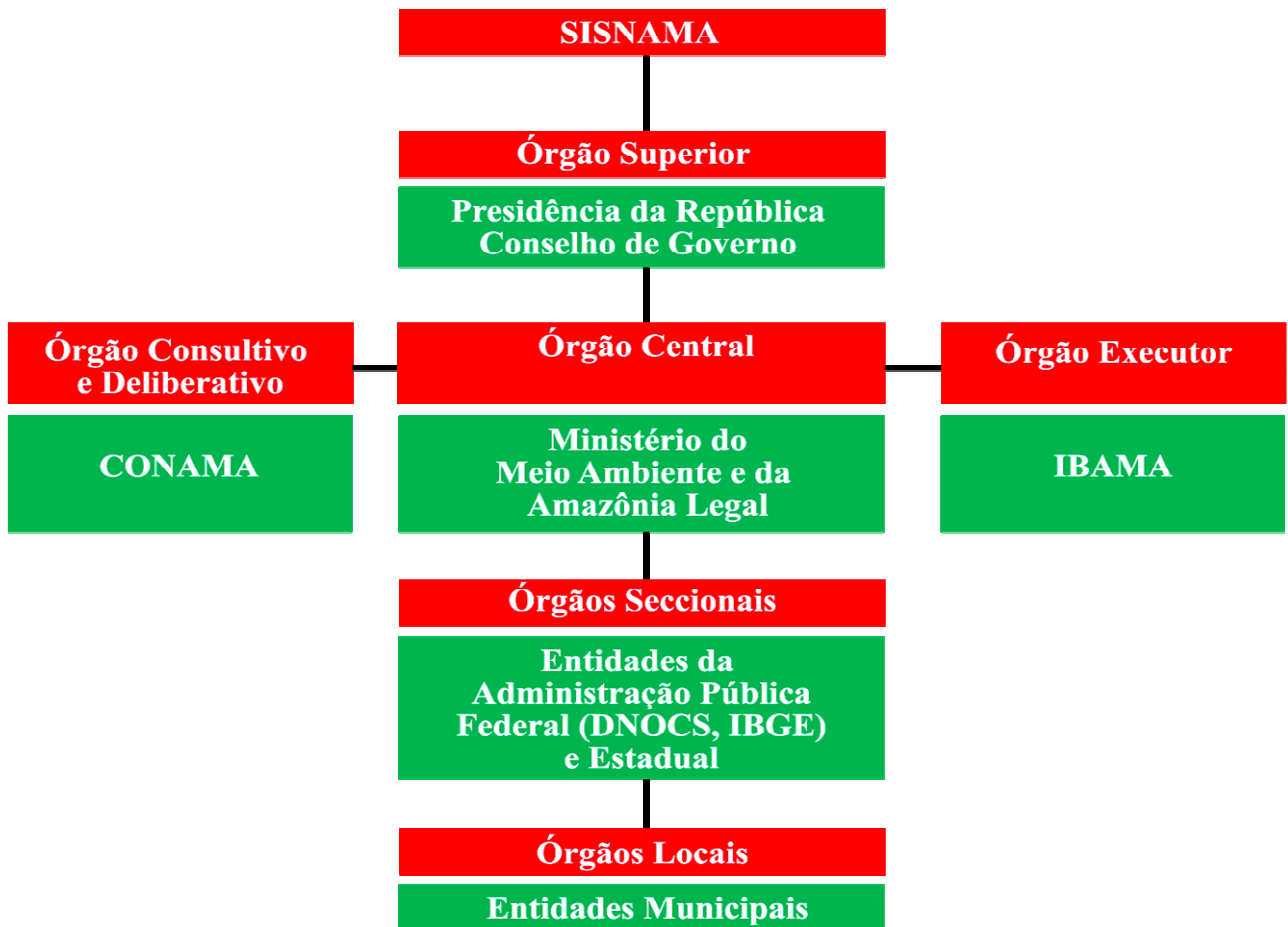 SISNAMA
Órgão Superior
Presidência da República
Conselho de Governo
Órgão Consultivo
e Deliberativo
CONAMA
Órgão Central
Ministério do
Meio Ambiente e da
Amazônia Legal
Órgão Executor
IBAMA
Órgãos Seccionais
Entidades da
Administração Pública
Federal (DNOCS, IBGE)
e Estadual
Órgãos Locais
Entidades Municipais